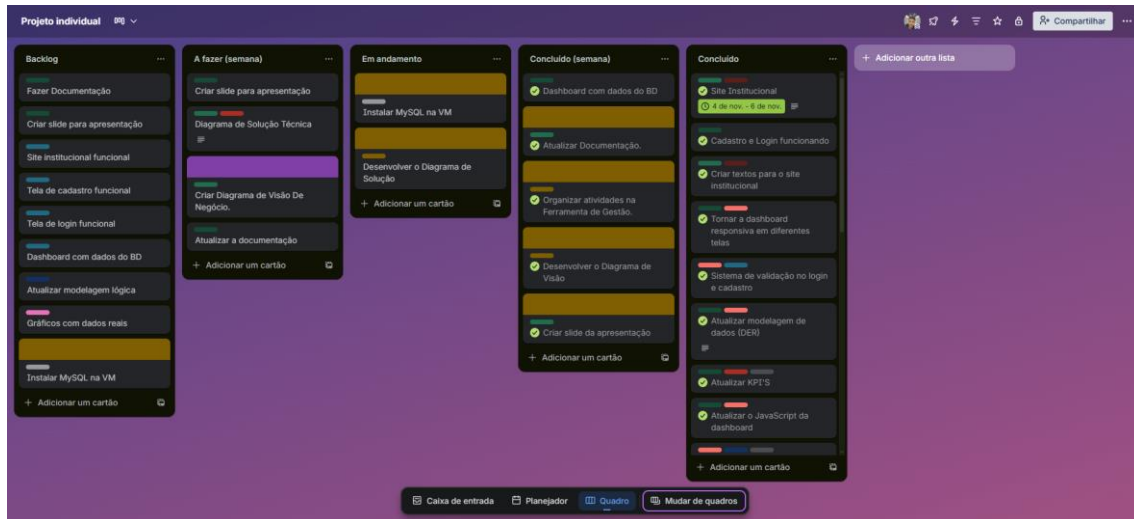 Projeto individual
Compartilhar
Backlog
Fazer Documentação
Criar slide para apresentação
Site institucional funcional
Tela de cadastro funcional
Tela de login funcional
Dashboard com dados do BD
Atualizar modelagem lógica
Gráficos com dados reais
Instalar MySQL na VM
+ Adicionar um cartão
A fazer (semana)
Criar slide para apresentação
Diagrama de Solução Técnica
Criar Diagrama de Visão De
Negócio.
Atualizar a documentação
+ Adicionar um cartão
Em andamento
Instalar MySQL na VM
Desenvolver o Diagrama de
Solução
+ Adicionar um cartão
Concluído (semana)
Dashboard com dados do BD
Atualizar Documentação.
Organizar atividades na
Ferramenta de Gestão.
Desenvolver o Diagrama de
Visão
Criar slide da apresentação
+ Adicionar um cartão
Concluído
Site Institucional
4 de nov. - 6 de nov.
Cadastro e Login funcionando
Criar textos para o site
institucional
Tornar a dashboard
responsiva em diferentes
telas
Sistema de validação no login
e cadastro
Atualizar modelagem de
dados (DER)
Atualizar KPI'S
Atualizar o JavaScript da
dashboard
+ Adicionar um cartão
+ Adicionar outra lista
Caixa de entrada
Planejador
Quadro
Mudar de quadros